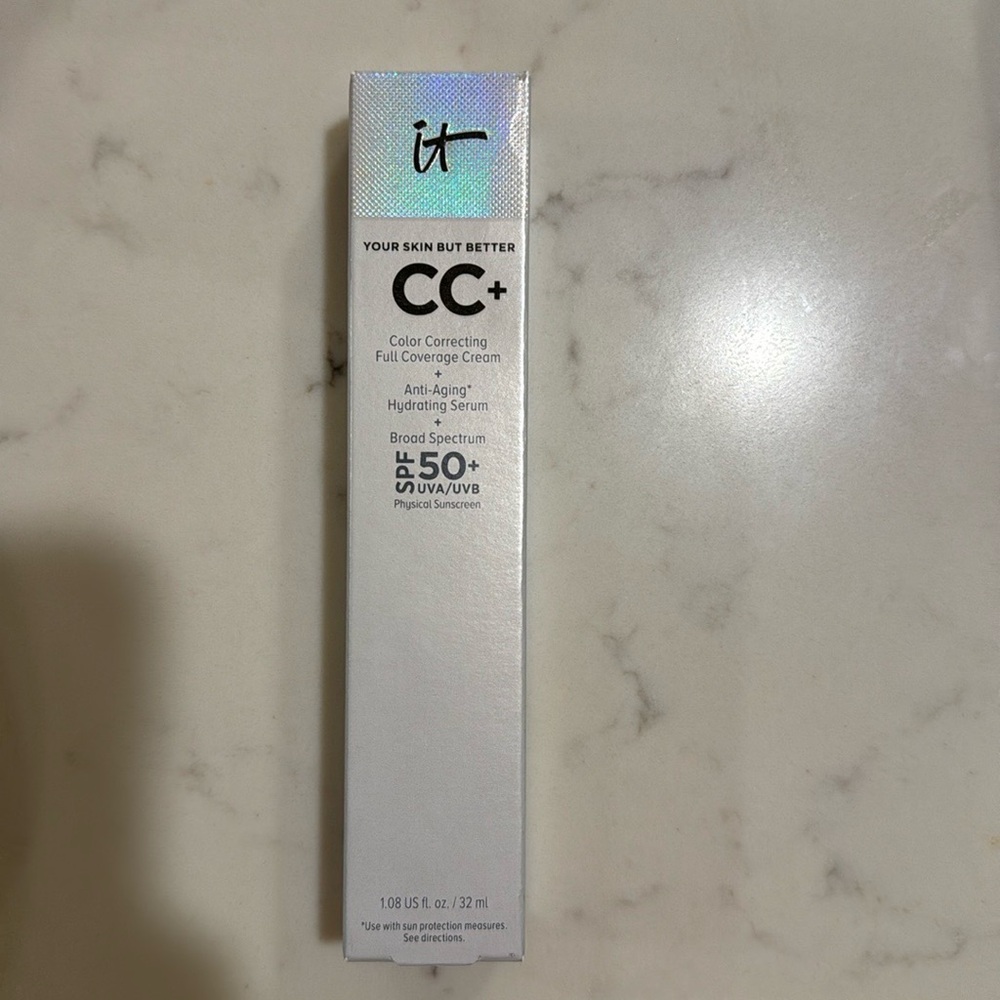 it
YOUR SKIN BUT BETTER
CC+
Color Correcting
Full Coverage Cream
+
Anti-Aging*
Hydrating Serum
+
Broad Spectrum
SPF 50+
UVA/UVB
Physical Sunscreen
1.08 US fl. oz. / 32 ml
*Use with sun protection measures.
See directions.